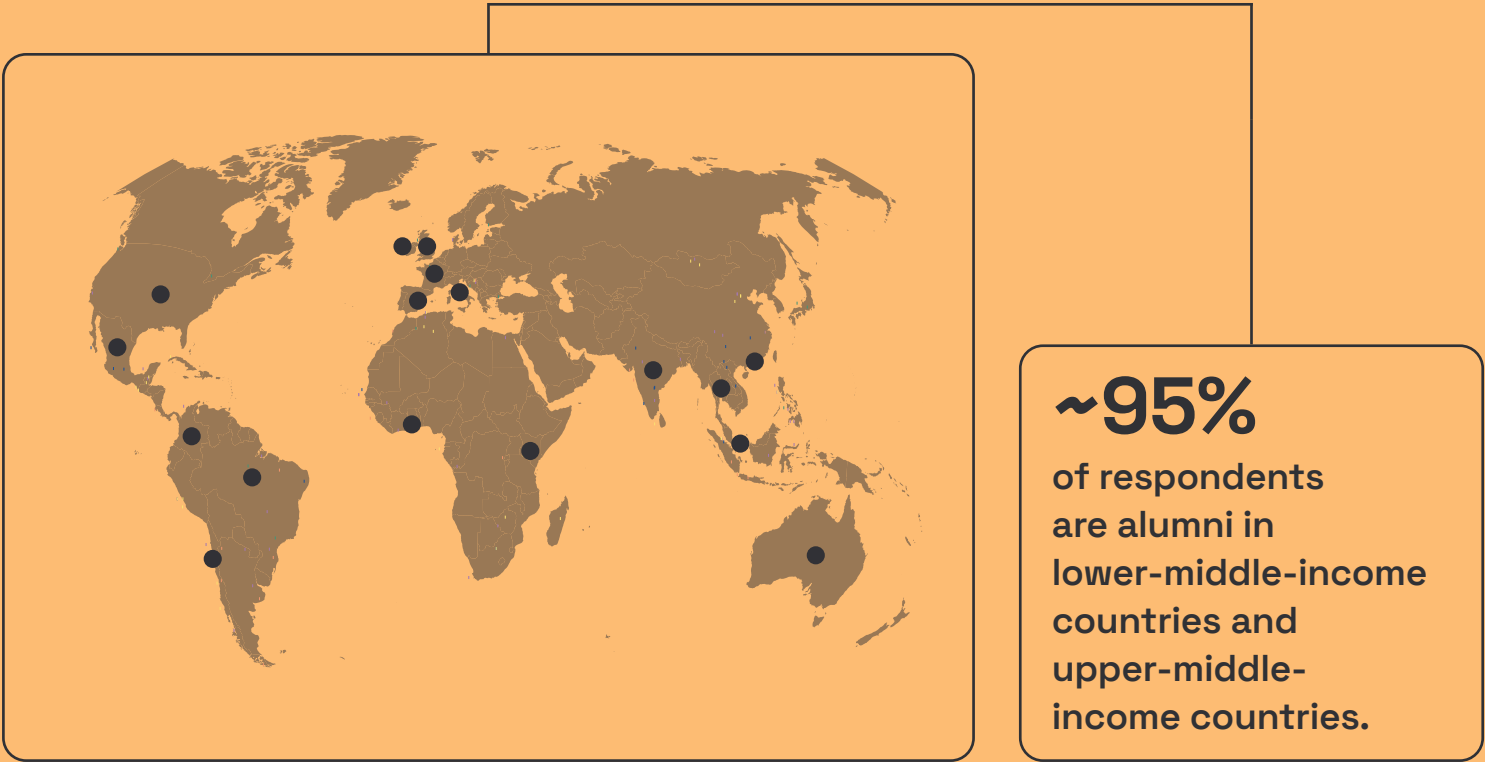 ~95%
of respondents
are alumni in
lower-middle-income
countries and
upper-middle-
income countries.